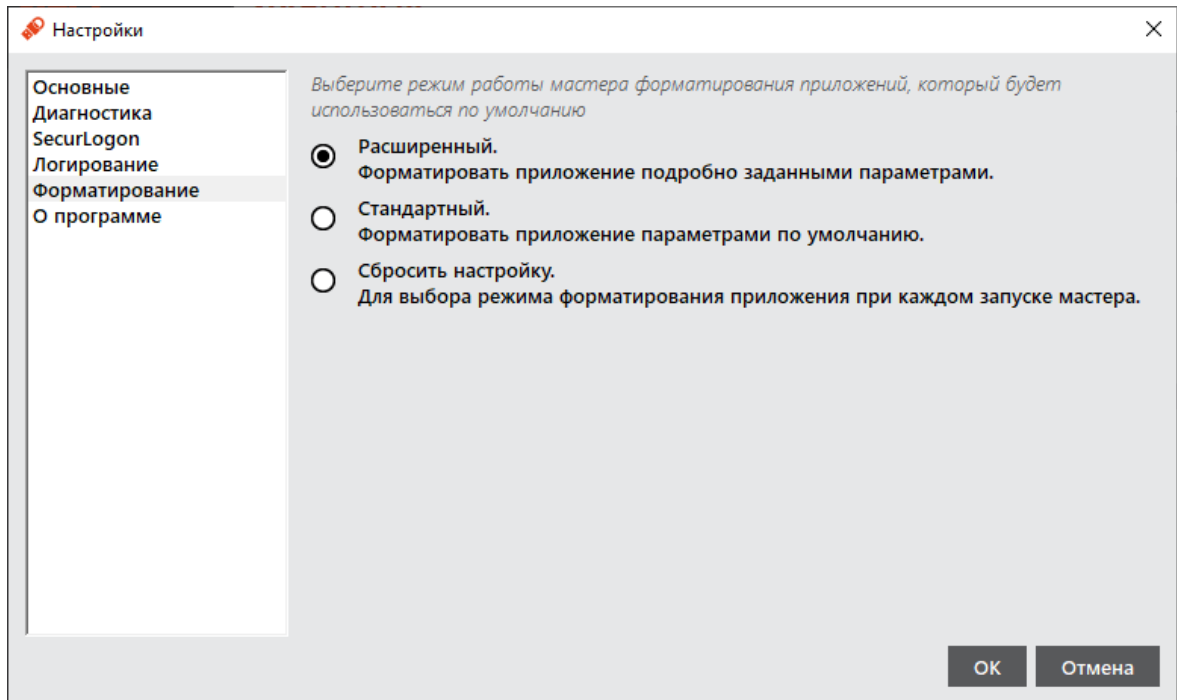 Настройки
Основные
Диагностика
SecurLogon
Логирование
Форматирование
О программе
Выберите режим работы мастера форматирования приложений, который будет
использоваться по умолчанию
Расширенный.
Форматировать приложение подробно заданными параметрами.
Стандартный.
Форматировать приложение параметрами по умолчанию.
Сбросить настройку.
Для выбора режима форматирования приложения при каждом запуске мастера.
ОК
Отмена